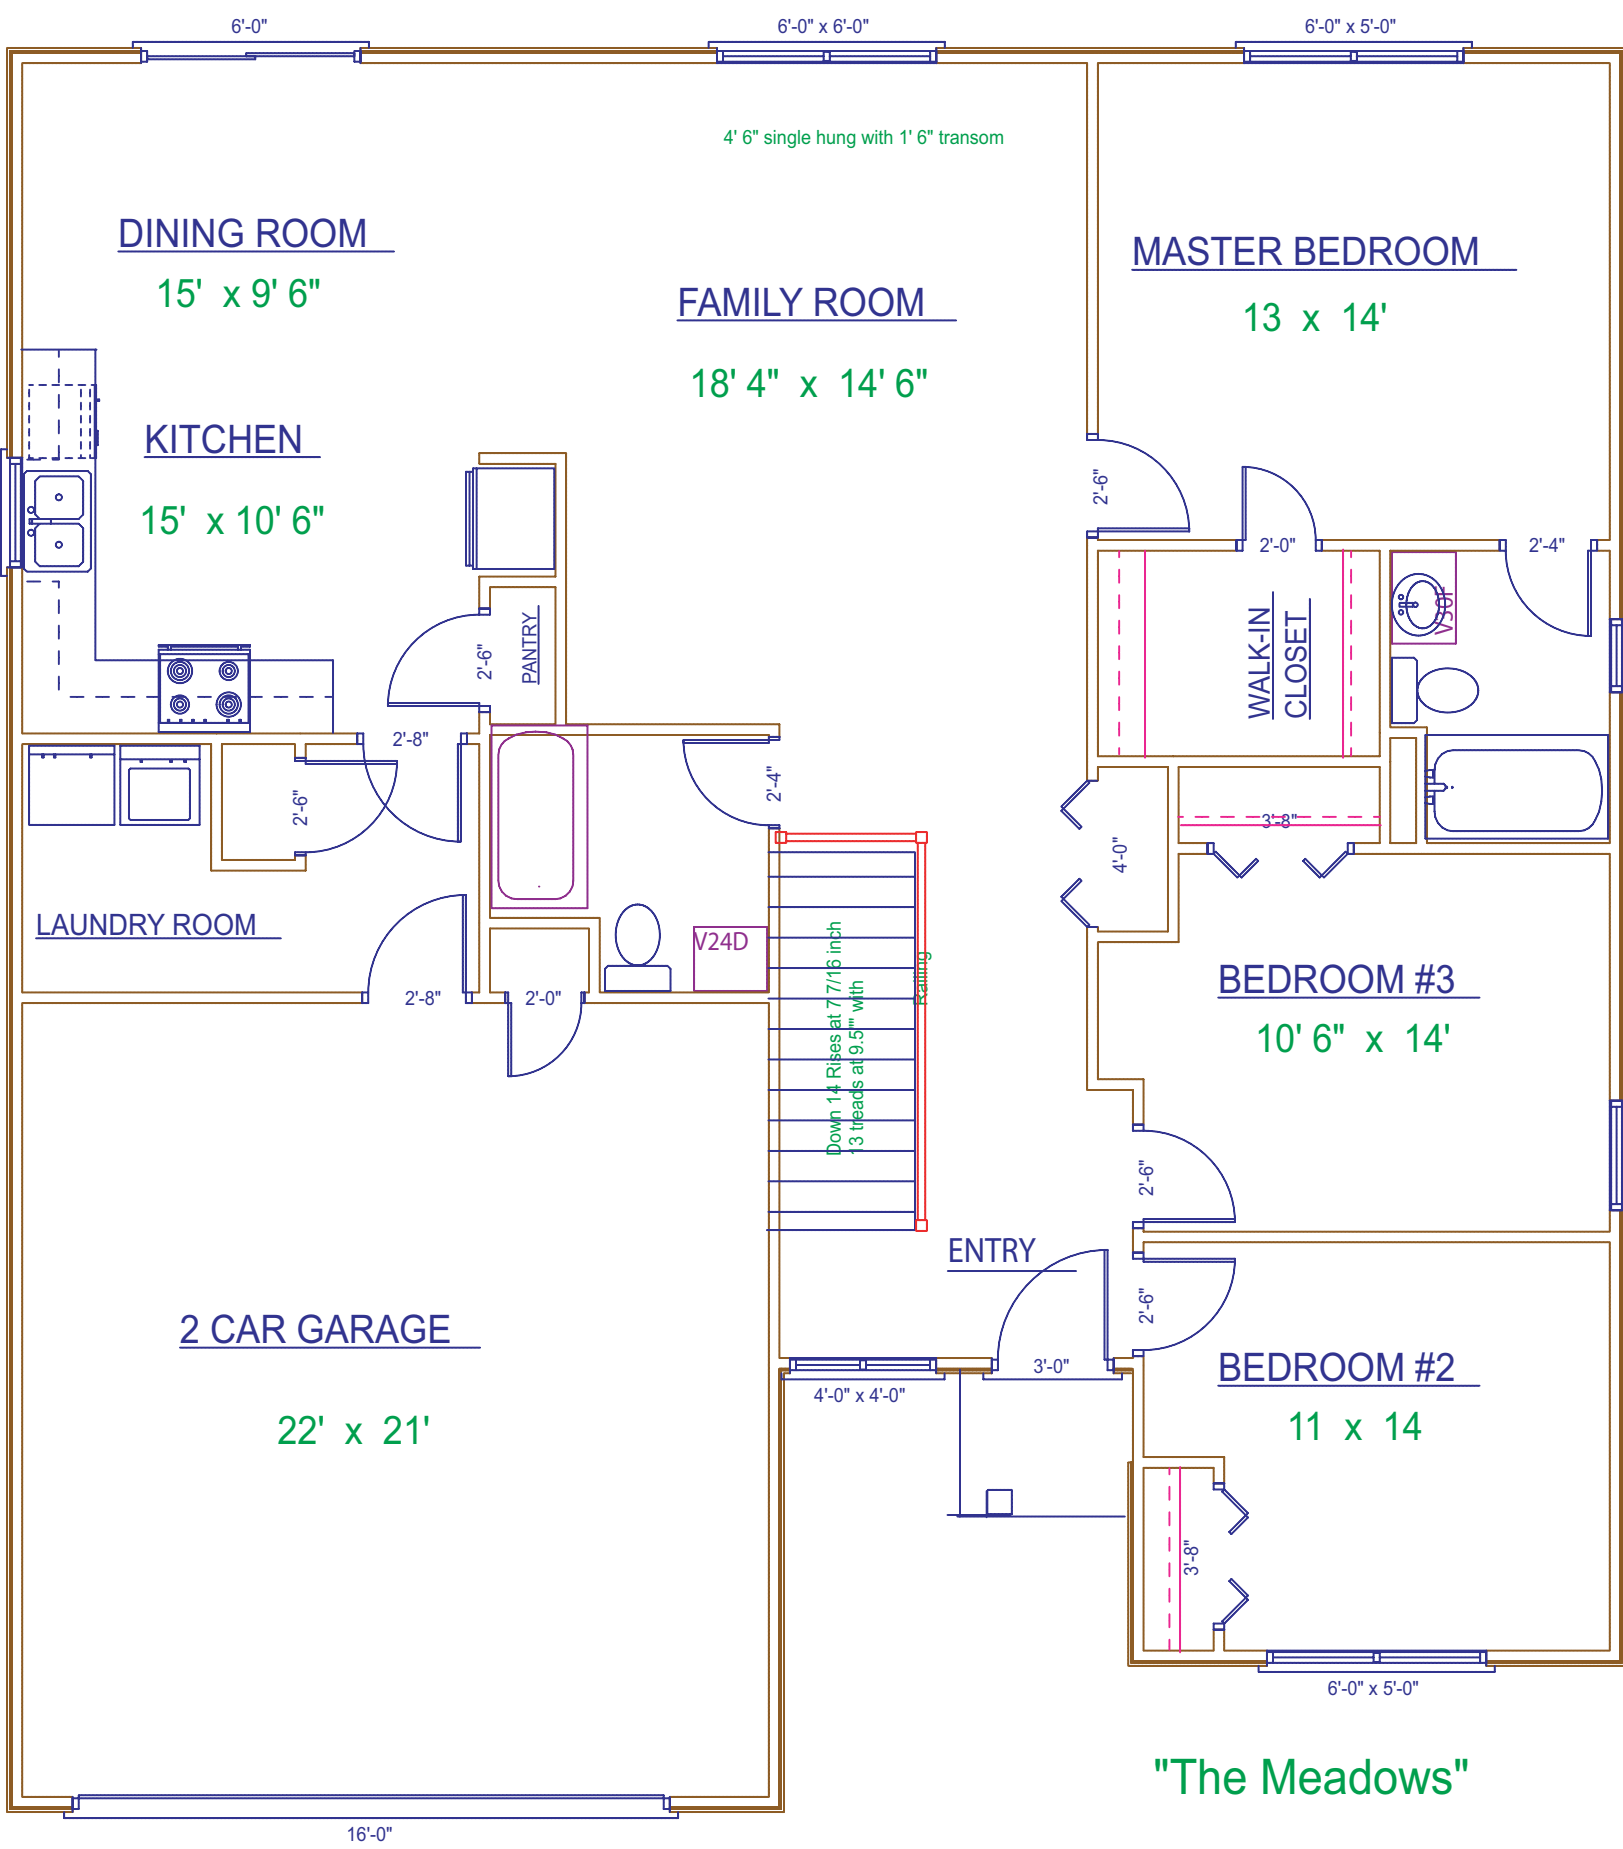 6'-0"
6'-0" x 6'-0"
6'-0" x 5'-0"
4' 6" single hung with 1' 6" transom
DINING ROOM
15'  x 9' 6"
FAMILY ROOM
18' 4"  x  14' 6"
MASTER BEDROOM
13  x  14'
KITCHEN
15'  x 10' 6"
2'-6"
2'-0"
2'-4"
PANTRY
2'-6"
WALK-IN
CLOSET
V30L
2'-8"
2'-6"
2'-4"
4'-0"
3'-8"
LAUNDRY ROOM
V24D
2'-8"
2'-0"
Down 14 Rises at 7 7/16 inch
13 treads at 9.5"" with
Railing
BEDROOM #3
10' 6"  x  14'
2'-6"
ENTRY
2'-6"
2 CAR GARAGE
22'  x  21'
4'-0" x 4'-0"
3'-0"
BEDROOM #2
11  x  14
3'-8"
6'-0" x 5'-0"
"The Meadows"
16'-0"